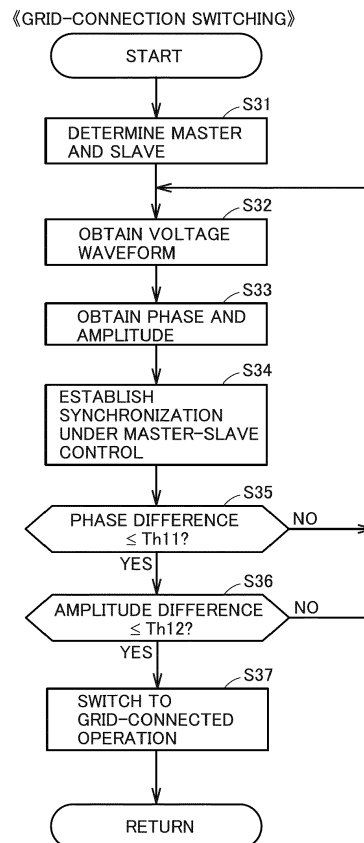 《GRID-CONNECTION SWITCHING》
START
S31
DETERMINE MASTER
AND SLAVE
S32
OBTAIN VOLTAGE
WAVEFORM
S33
OBTAIN PHASE AND
AMPLITUDE
S34
ESTABLISH
SYNCHRONIZATION
UNDER MASTER-SLAVE
CONTROL
S35
PHASE DIFFERENCE
≤ Th11?
NO
YES
S36
AMPLITUDE DIFFERENCE
≤ Th12?
NO
YES
S37
SWITCH TO
GRID-CONNECTED
OPERATION
RETURN